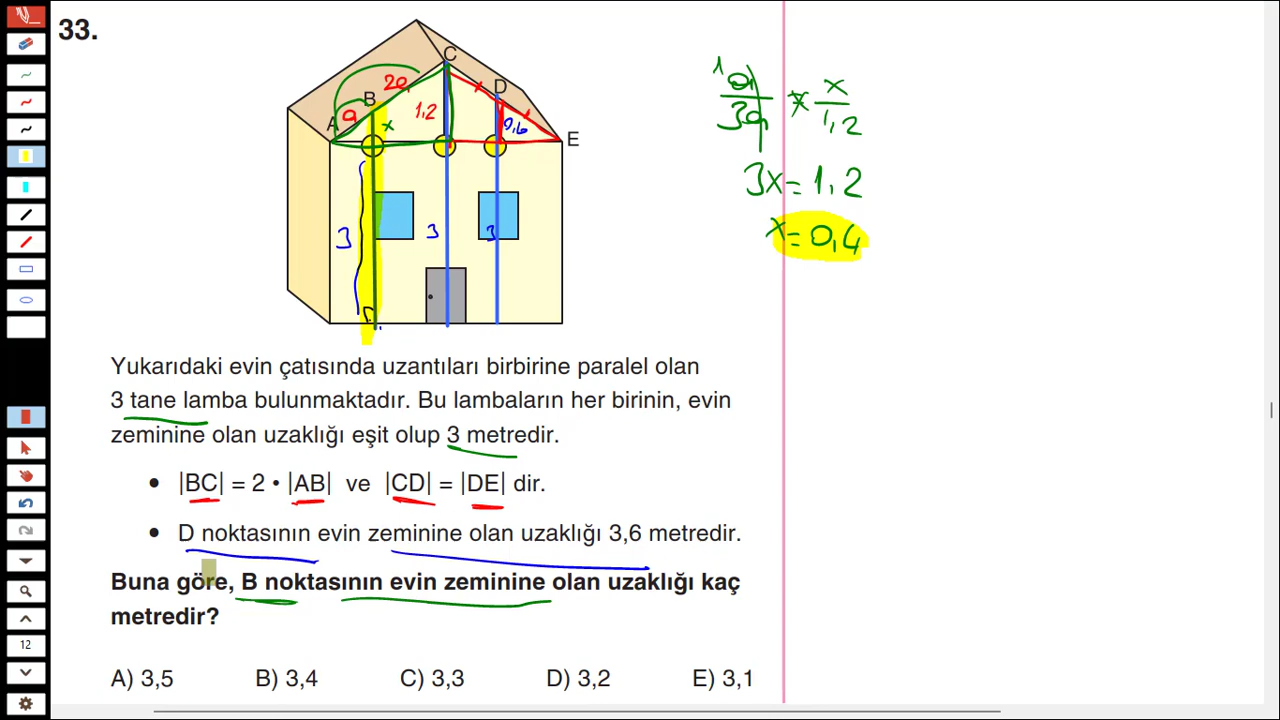 33.
C
2a
D
B
a
1,2
x
A
0,6
E
3
3
3
1a
3a
x
1,2
3x = 1,2
x = 0,4
Yukarıdaki evin çatısında uzantıları birbirine paralel olan
3 tane lamba bulunmaktadır. Bu lambaların her birinin, evin
zeminine olan uzaklığı eşit olup 3 metredir.
• |BC| = 2 • |AB| ve |CD| = |DE| dir.
• D noktasının evin zeminine olan uzaklığı 3,6 metredir.
Buna göre, B noktasının evin zeminine olan uzaklığı kaç
metredir?
A) 3,5 B) 3,4 C) 3,3 D) 3,2 E) 3,1
12